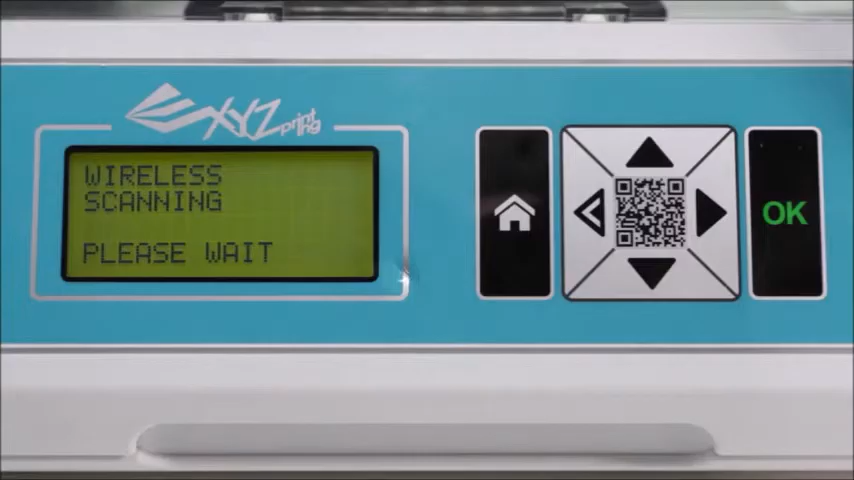 XYZprinting
WIRELESS
SCANNING
PLEASE WAIT
OK